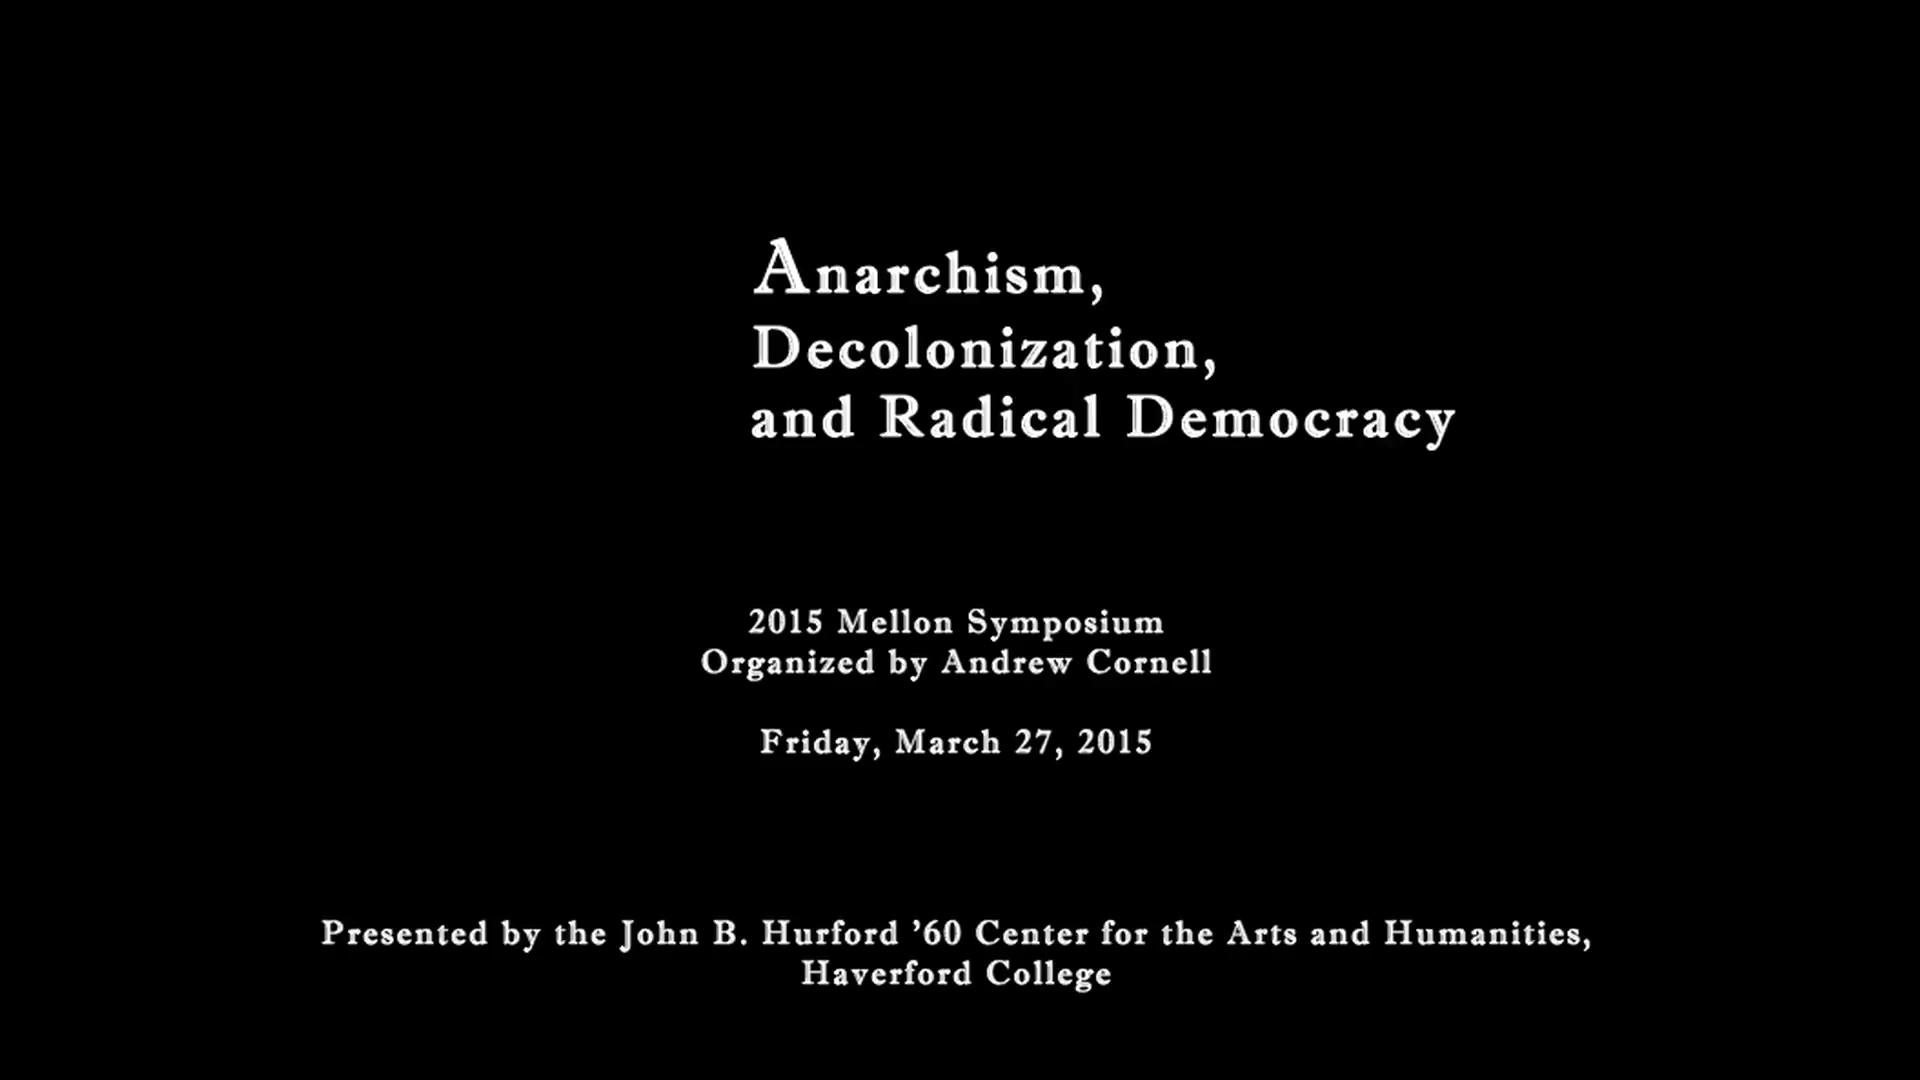 Anarchism,
Decolonization,
and Radical Democracy
2015 Mellon Symposium
Organized by Andrew Cornell
Friday, March 27, 2015
Presented by the John B. Hurford ’60 Center for the Arts and Humanities,
Haverford College